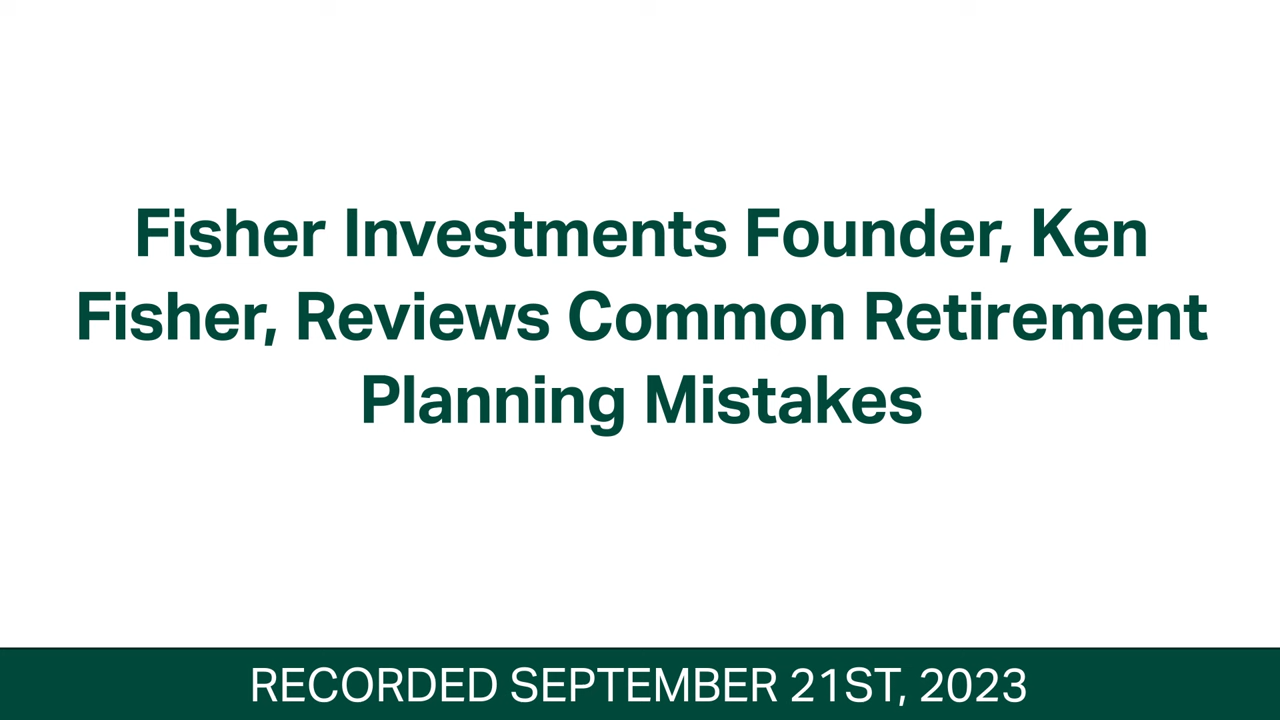 Fisher Investments Founder, Ken
Fisher, Reviews Common Retirement
Planning Mistakes
RECORDED SEPTEMBER 21ST, 2023